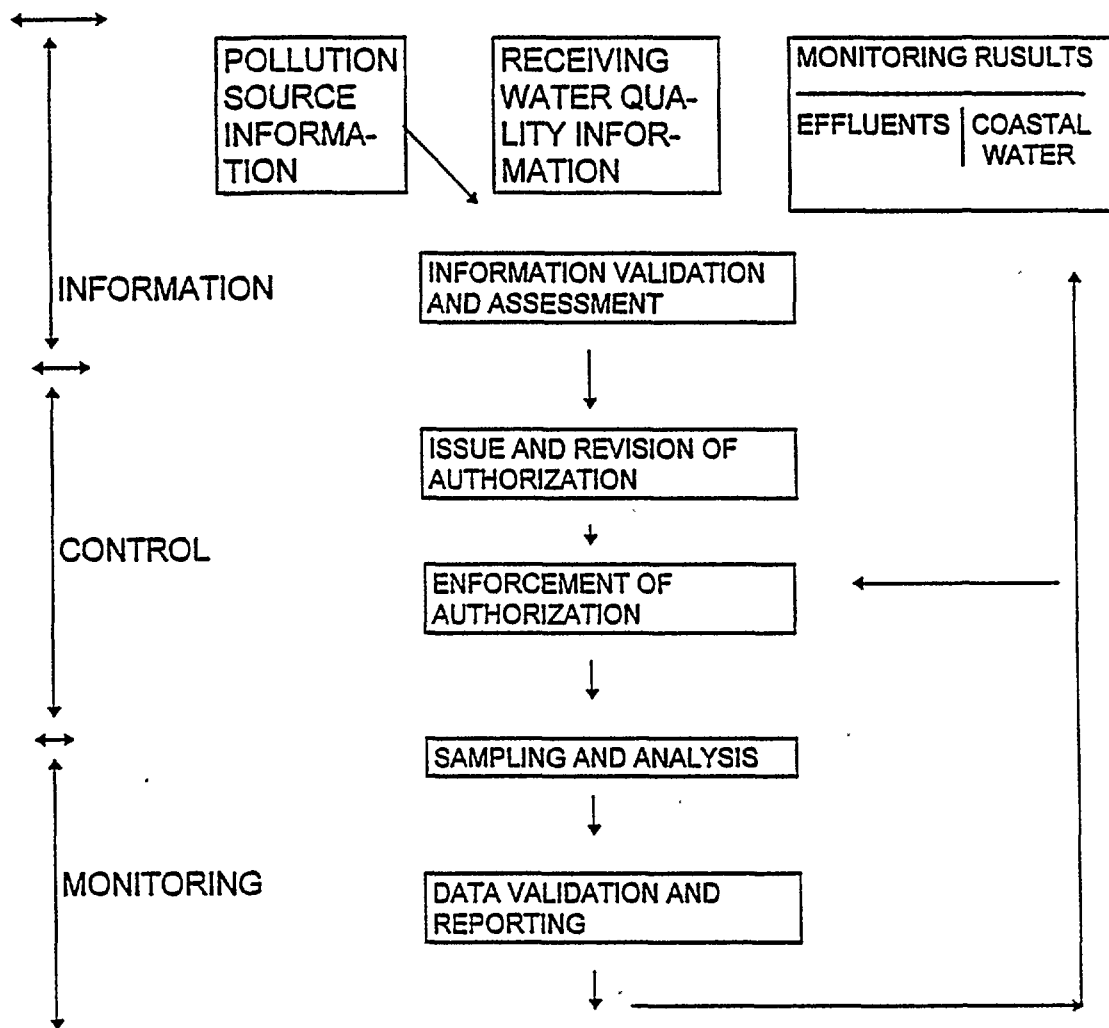 POLLUTION
SOURCE
INFORMA-
TION
RECEIVING
WATER QUA-
LITY INFOR-
MATION
MONITORING RUSULTS
EFFLUENTS
COASTAL
WATER
INFORMATION
INFORMATION VALIDATION
AND ASSESSMENT
ISSUE AND REVISION OF
AUTHORIZATION
CONTROL
ENFORCEMENT OF
AUTHORIZATION
SAMPLING AND ANALYSIS
MONITORING
DATA VALIDATION AND
REPORTING